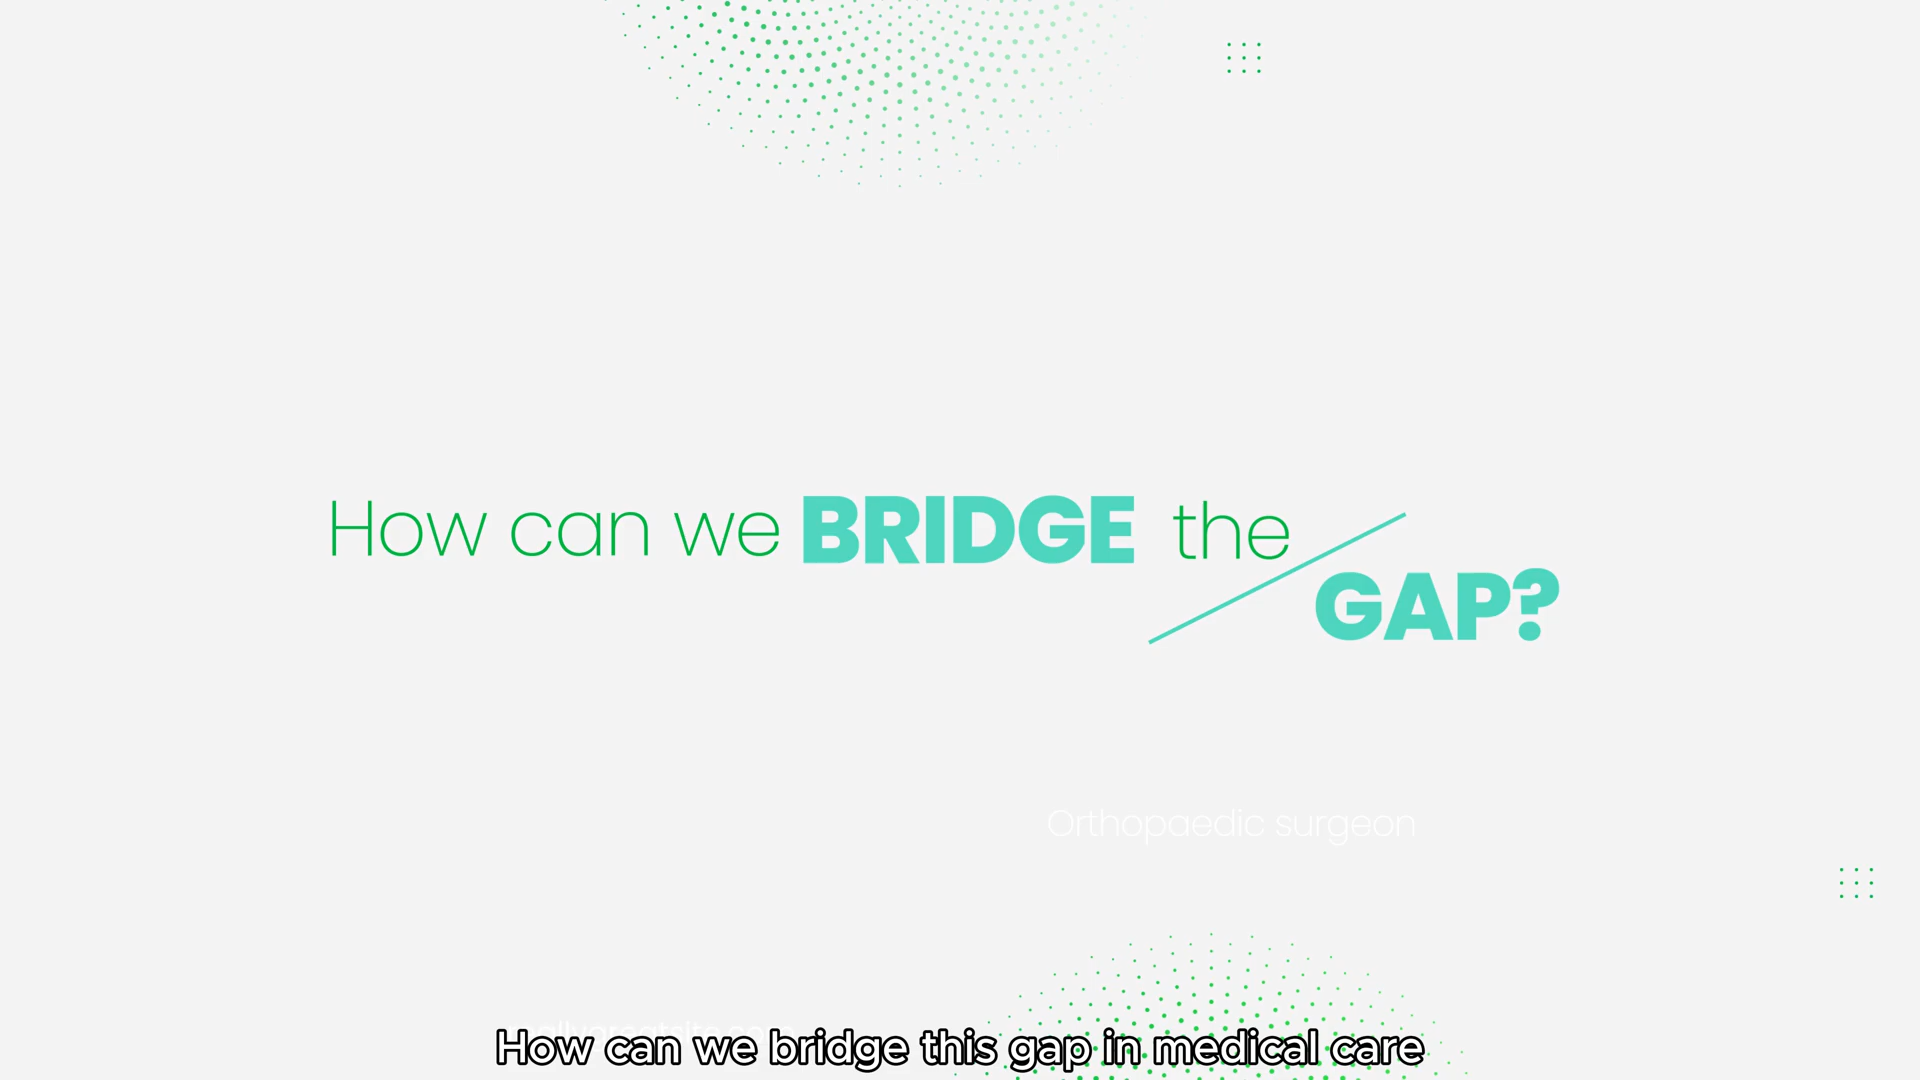 How can we BRIDGE the
GAP?
Orthopaedic surgeon
How can we bridge this gap in medical care